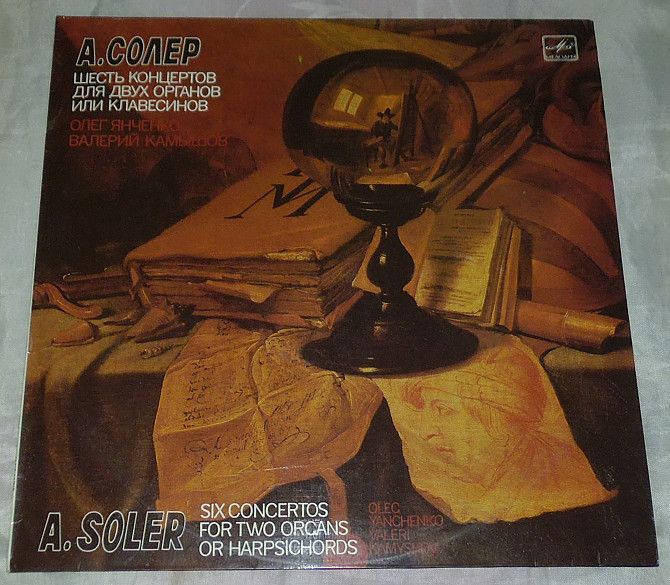 А.СОЛЕР
ШЕСТЬ КОНЦЕРТОВ
ДЛЯ ДВУХ ОРГАНОВ
ИЛИ КЛАВЕСИНОВ
ОЛЕГ ЯНЧЕНКО
ВАЛЕРИЙ КАМЫШОВ
МЕЛОДИЯ
M
A. SOLER
SIX CONCERTOS
FOR TWO ORGANS
OR HARPSICHORDS
OLEG
YANCHENKO
VALERI
KAMYSHOV